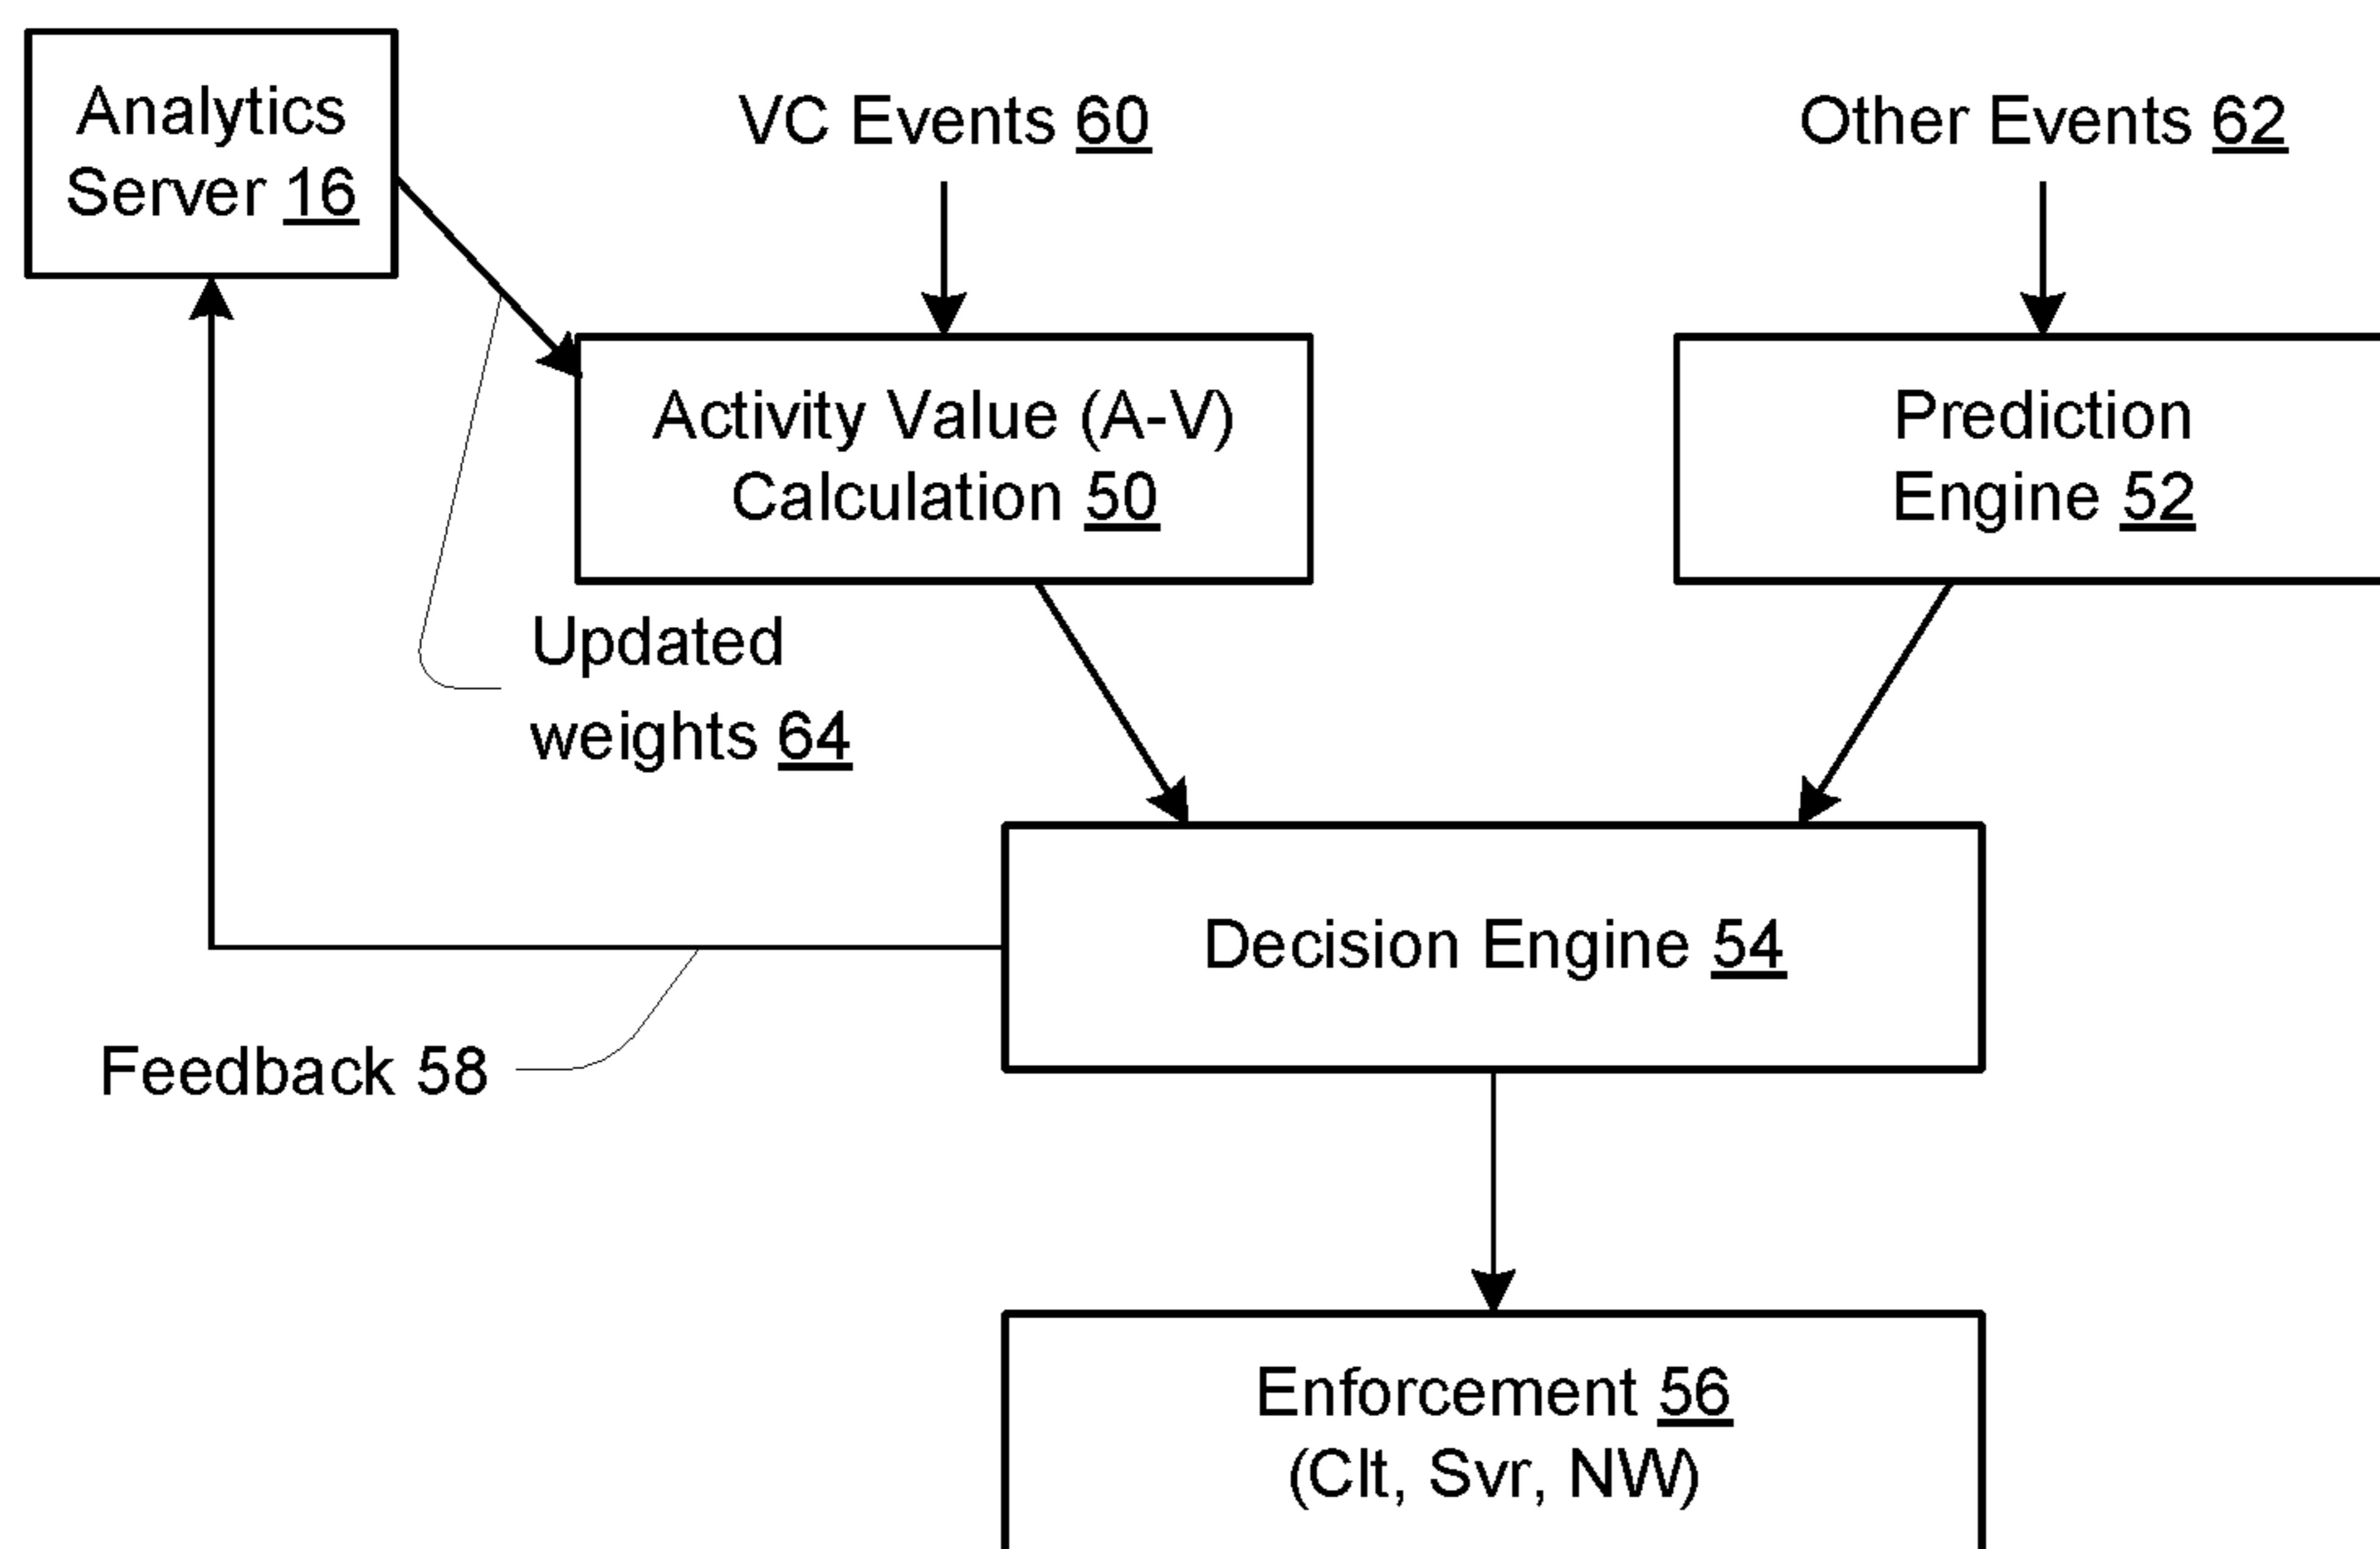 Analytics
Server 16
VC Events 60
Other Events 62
Activity Value (A-V)
Calculation 50
Prediction
Engine 52
Updated
weights 64
Decision Engine 54
Feedback 58
Enforcement 56
(Clt, Svr, NW)